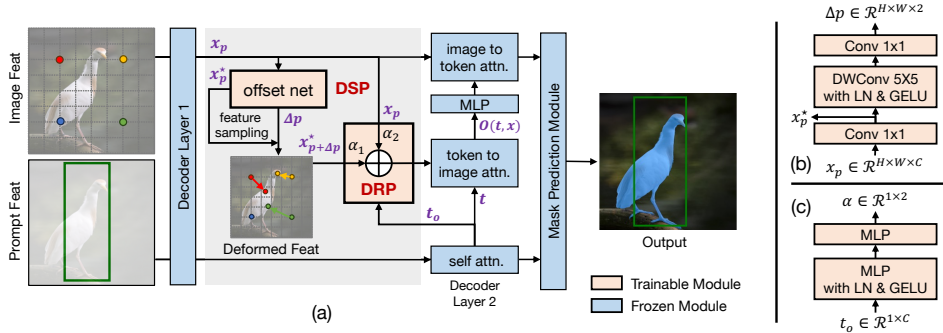 Image Feat
Prompt Feat
Decoder Layer 1
x_p
x_p^⋆
offset net
DSP
feature
sampling
Δp
x_{p+Δp}^⋆
Deformed Feat
x_p
α_1
α_2
DRP
t_o
image to
token attn.
MLP
O(t, x)
token to
image attn.
t
self attn.
Decoder
Layer 2
Mask Prediction Module
Output
Trainable Module
Frozen Module
(a)
Δp ∈ ℛ^{H×W×2}
Conv 1x1
DWConv 5X5
with LN & GELU
x_p^⋆
Conv 1x1
(b)
x_p ∈ ℛ^{H×W×C}
(c)
α ∈ ℛ^{1×2}
MLP
MLP
with LN & GELU
t_o ∈ ℛ^{1×C}